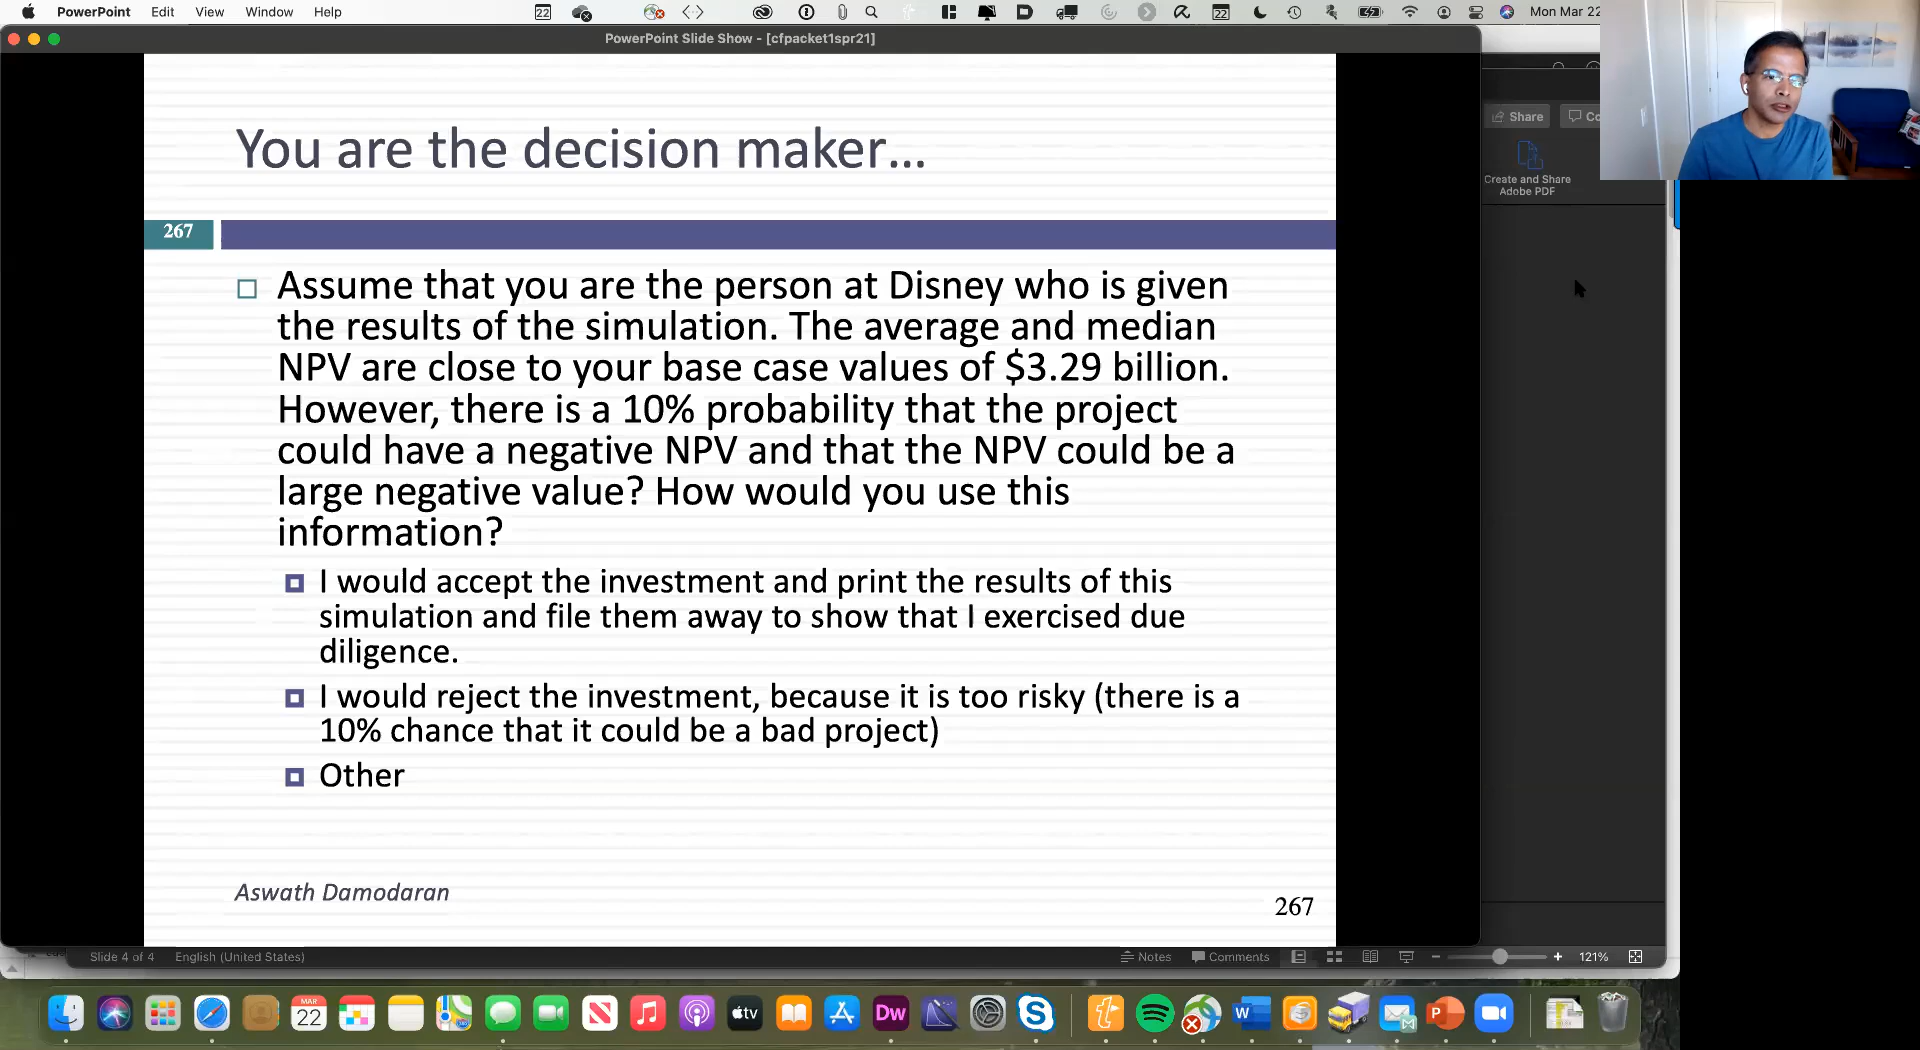 PowerPoint Edit View Window Help
22
22
Mon Mar 22
PowerPoint Slide Show - [cfpacket1spr21]
Share
Co
Create and Share
Adobe PDF
You are the decision maker...
267
Assume that you are the person at Disney who is given
the results of the simulation. The average and median
NPV are close to your base case values of $3.29 billion.
However, there is a 10% probability that the project
could have a negative NPV and that the NPV could be a
large negative value? How would you use this
information?
I would accept the investment and print the results of this
simulation and file them away to show that I exercised due
diligence.
I would reject the investment, because it is too risky (there is a
10% chance that it could be a bad project)
Other
Aswath Damodaran
267
Slide 4 of 4 English (United States)
Notes Comments
121%
MAR
22
tv
Dw
S
W
P